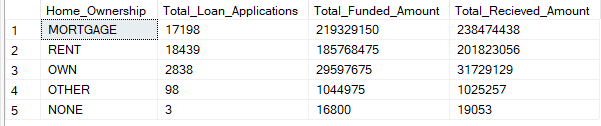 Home_Ownership Total_Loan_Applications Total_Funded_Amount Total_Recieved_Amount
1 MORTGAGE 17198 219329150 238474438
2 RENT 18439 185768475 201823056
3 OWN 2838 29597675 31729129
4 OTHER 98 1044975 1025257
5 NONE 3 16800 19053